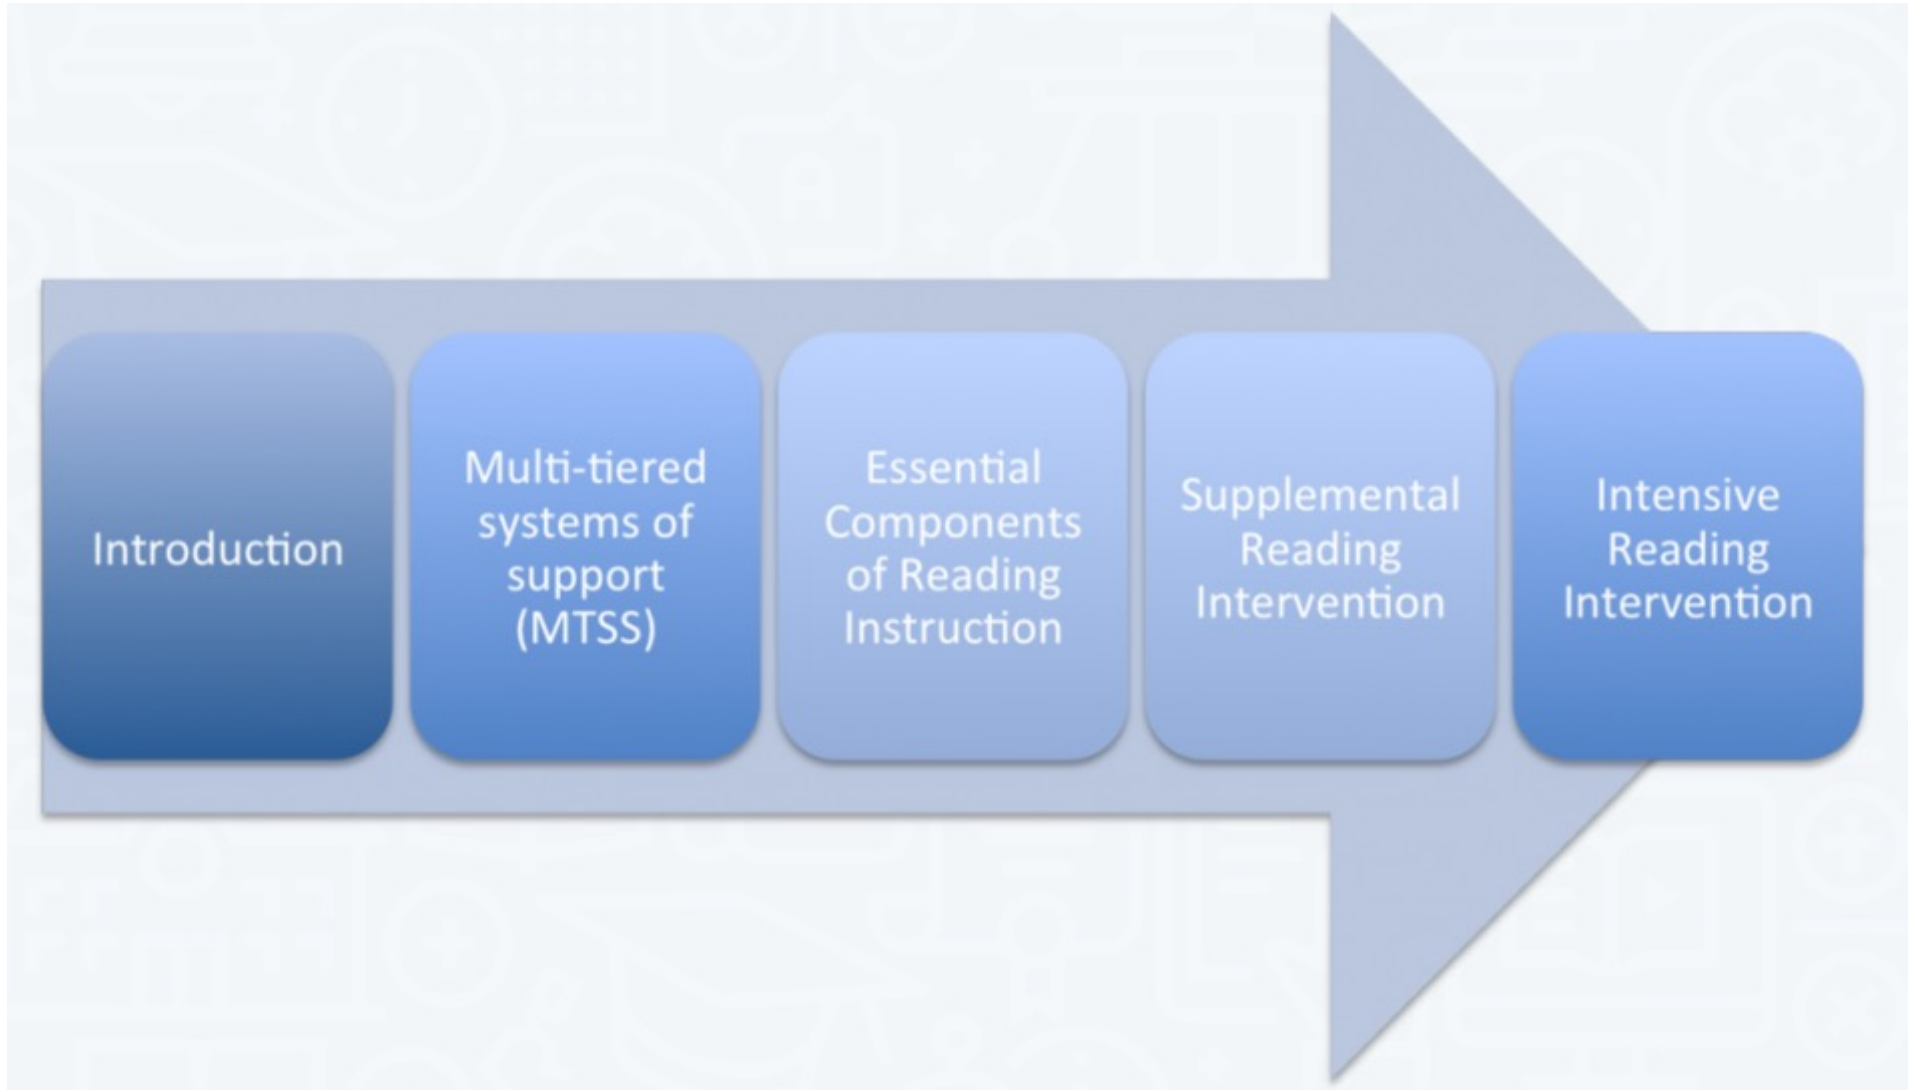 Introduction
Multi-tiered
systems of
support
(MTSS)
Essential
Components
of Reading
Instruction
Supplemental
Reading
Intervention
Intensive
Reading
Intervention